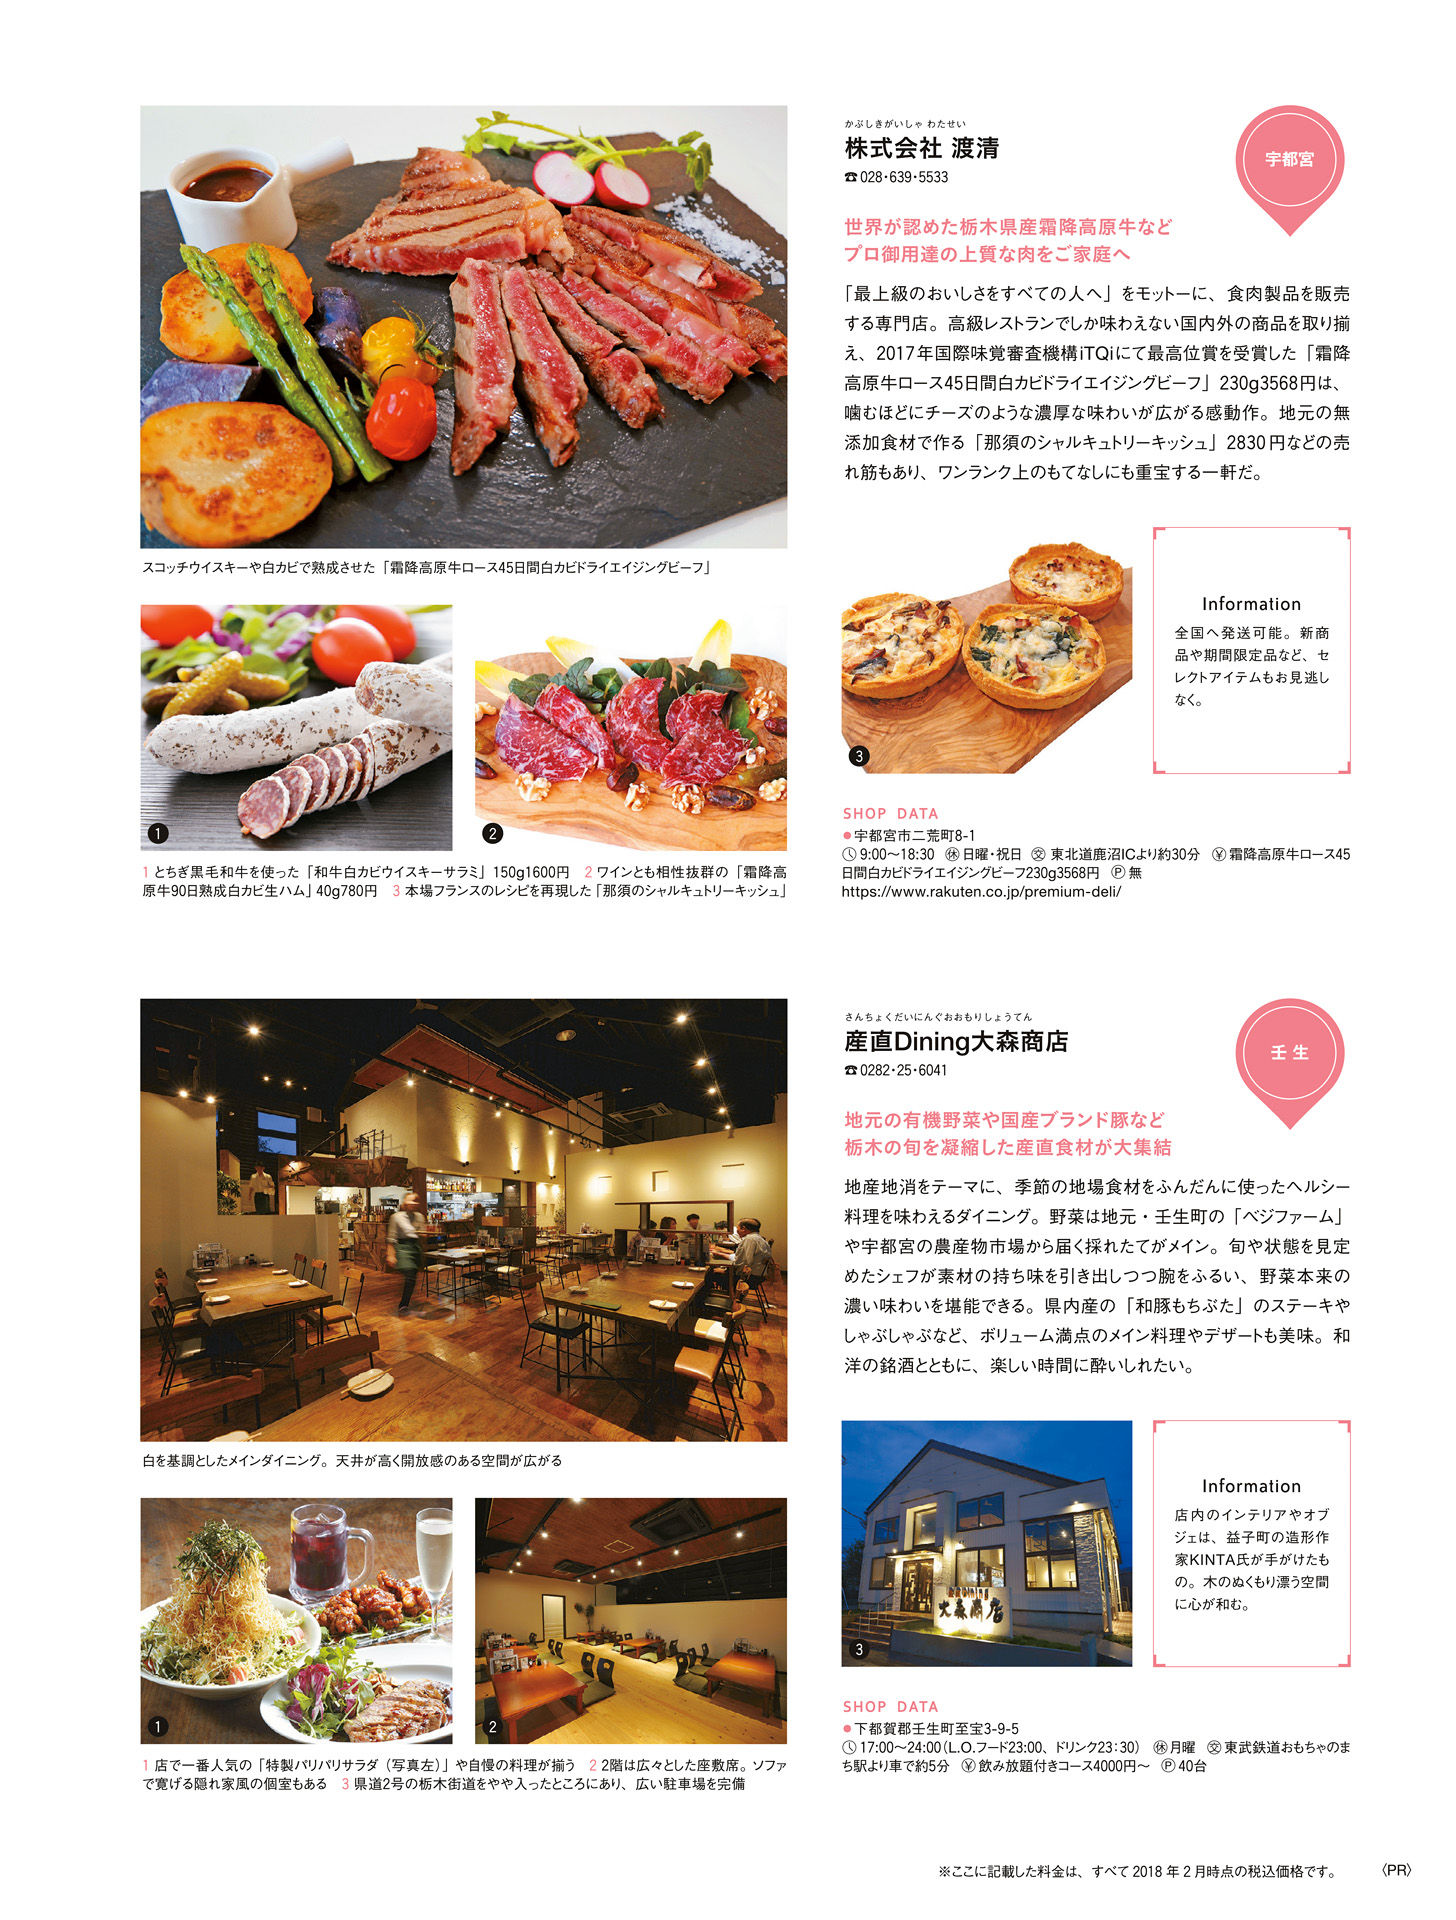 かぶしきがいしゃ わたせい
株式会社 渡清
☎028・639・5533
宇都宮
世界が認めた栃木県産霜降高原牛など
プロ御用達の上質な肉をご家庭へ
「最上級のおいしさをすべての人へ」をモットーに、食肉製品を販売
する専門店。高級レストランでしか味わえない国内外の商品を取り揃
え、2017年国際味覚審査機構iTQiにて最高位賞を受賞した「霜降
高原牛ロース45日間白カビドライエイジングビーフ」230g3568円は、
噛むほどにチーズのような濃厚な味わいが広がる感動作。地元の無
添加食材で作る「那須のシャルキュトリーキッシュ」2830円などの売
れ筋もあり、ワンランク上のもてなしにも重宝する一軒だ。
スコッチウイスキーや白カビで熟成させた「霜降高原牛ロース45日間白カビドライエイジングビーフ」
1
2
3
Information
全国へ発送可能。新商
品や期間限定品など、セ
レクトアイテムもお見逃し
なく。
1 とちぎ黒毛和牛を使った「和牛白カビウイスキーサラミ」150g1600円 2 ワインとも相性抜群の「霜降高
原牛90日熟成白カビ生ハム」40g780円 3 本場フランスのレシピを再現した「那須のシャルキュトリーキッシュ」
SHOP DATA
●宇都宮市二荒町8-1
9:00〜18:30 ㊡日曜・祝日 交 東北道鹿沼ICより約30分 ¥霜降高原牛ロース45
日間白カビドライエイジングビーフ230g3568円 Ⓟ無
https://www.rakuten.co.jp/premium-deli/
さんちょくだいにんぐおおもりしょうてん
産直Dining大森商店
☎0282・25・6041
壬生
地元の有機野菜や国産ブランド豚など
栃木の旬を凝縮した産直食材が大集結
地産地消をテーマに、季節の地場食材をふんだんに使ったヘルシー
料理を味わえるダイニング。野菜は地元・壬生町の「ベジファーム」
や宇都宮の農産物市場から届く採れたてがメイン。旬や状態を見定
めたシェフが素材の持ち味を引き出しつつ腕をふるい、野菜本来の
濃い味わいを堪能できる。県内産の「和豚もちぶた」のステーキや
しゃぶしゃぶなど、ボリューム満点のメイン料理やデザートも美味。和
洋の銘酒とともに、楽しい時間に酔いしれたい。
白を基調としたメインダイニング。天井が高く開放感のある空間が広がる
1
2
大森商店
3
Information
店内のインテリアやオブ
ジェは、益子町の造形作
家KINTA氏が手がけたも
の。木のぬくもり漂う空間
に心が和む。
1 店で一番人気の「特製パリパリサラダ（写真左）」や自慢の料理が揃う 2 2階は広々とした座敷席。ソファ
で寛げる隠れ家風の個室もある 3 県道2号の栃木街道をやや入ったところにあり、広い駐車場を完備
SHOP DATA
●下都賀郡壬生町至宝3-9-5
17:00〜24:00（L.O.フード23:00、ドリンク23:30） ㊡月曜 交 東武鉄道おもちゃのま
ち駅より車で約5分 ¥飲み放題付きコース4000円〜 Ⓟ40台
※ここに記載した料金は、すべて2018年2月時点の税込価格です。
〈PR〉